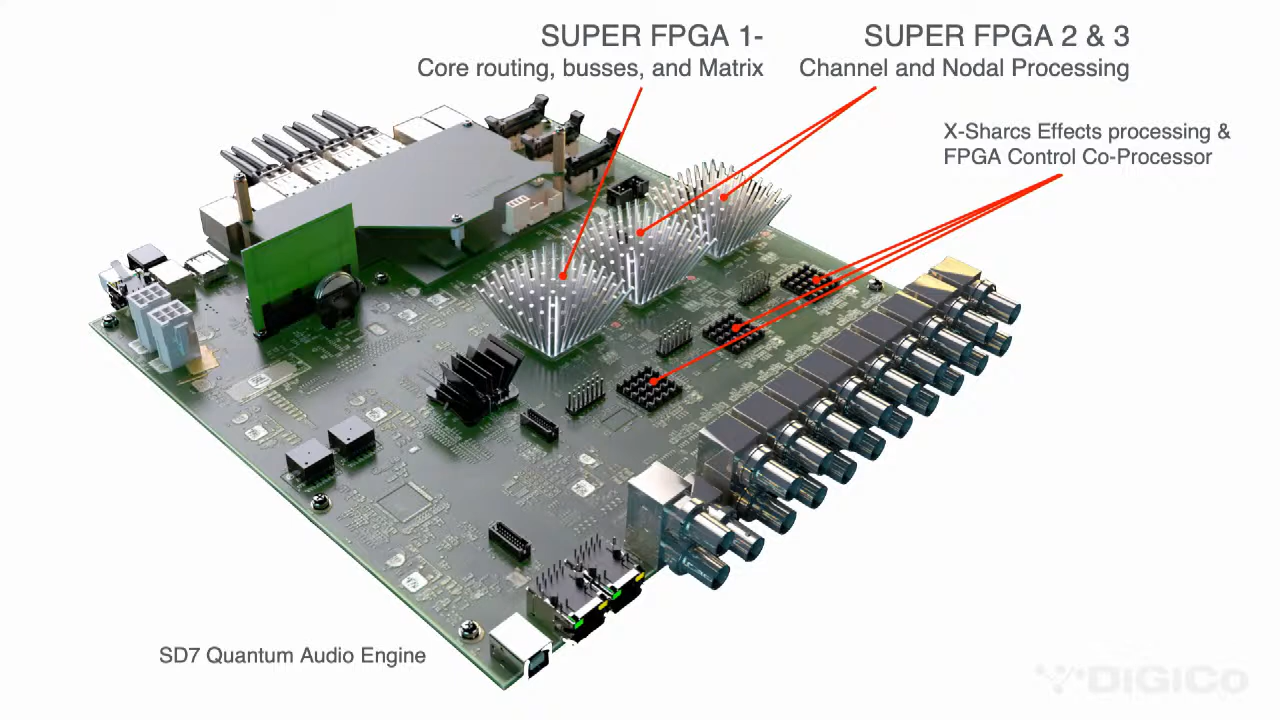 SUPER FPGA 1-
Core routing, busses, and Matrix
SUPER FPGA 2 & 3
Channel and Nodal Processing
X-Sharcs Effects processing &
FPGA Control Co-Processor
SD7 Quantum Audio Engine
DiGiCo